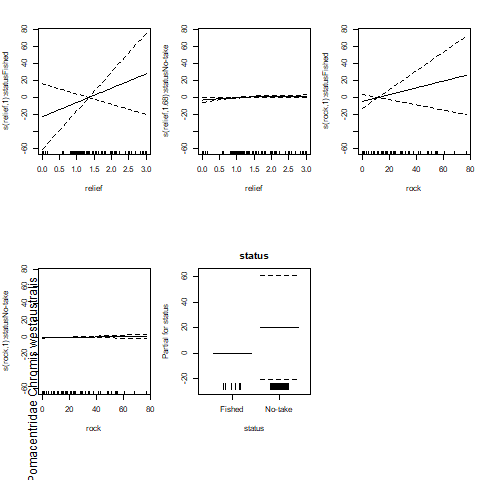 s(relief,1):statusFished
80
60
40
20
0
-20
-60
0.0 0.5 1.0 1.5 2.0 2.5 3.0
relief
s(relief,1.68):statusNo-take
80
60
40
20
0
-20
-60
0.0 0.5 1.0 1.5 2.0 2.5 3.0
relief
s(rock,1):statusFished
80
60
40
20
0
-20
-60
0 20 40 60 80
rock
s(rock,1):statusNo-take
80
60
40
20
0
-20
-60
0 20 40 60 80
rock
Pomacentridae Chromis westaustralis
status
Partial for status
60
40
20
0
-20
Fished No-take
status